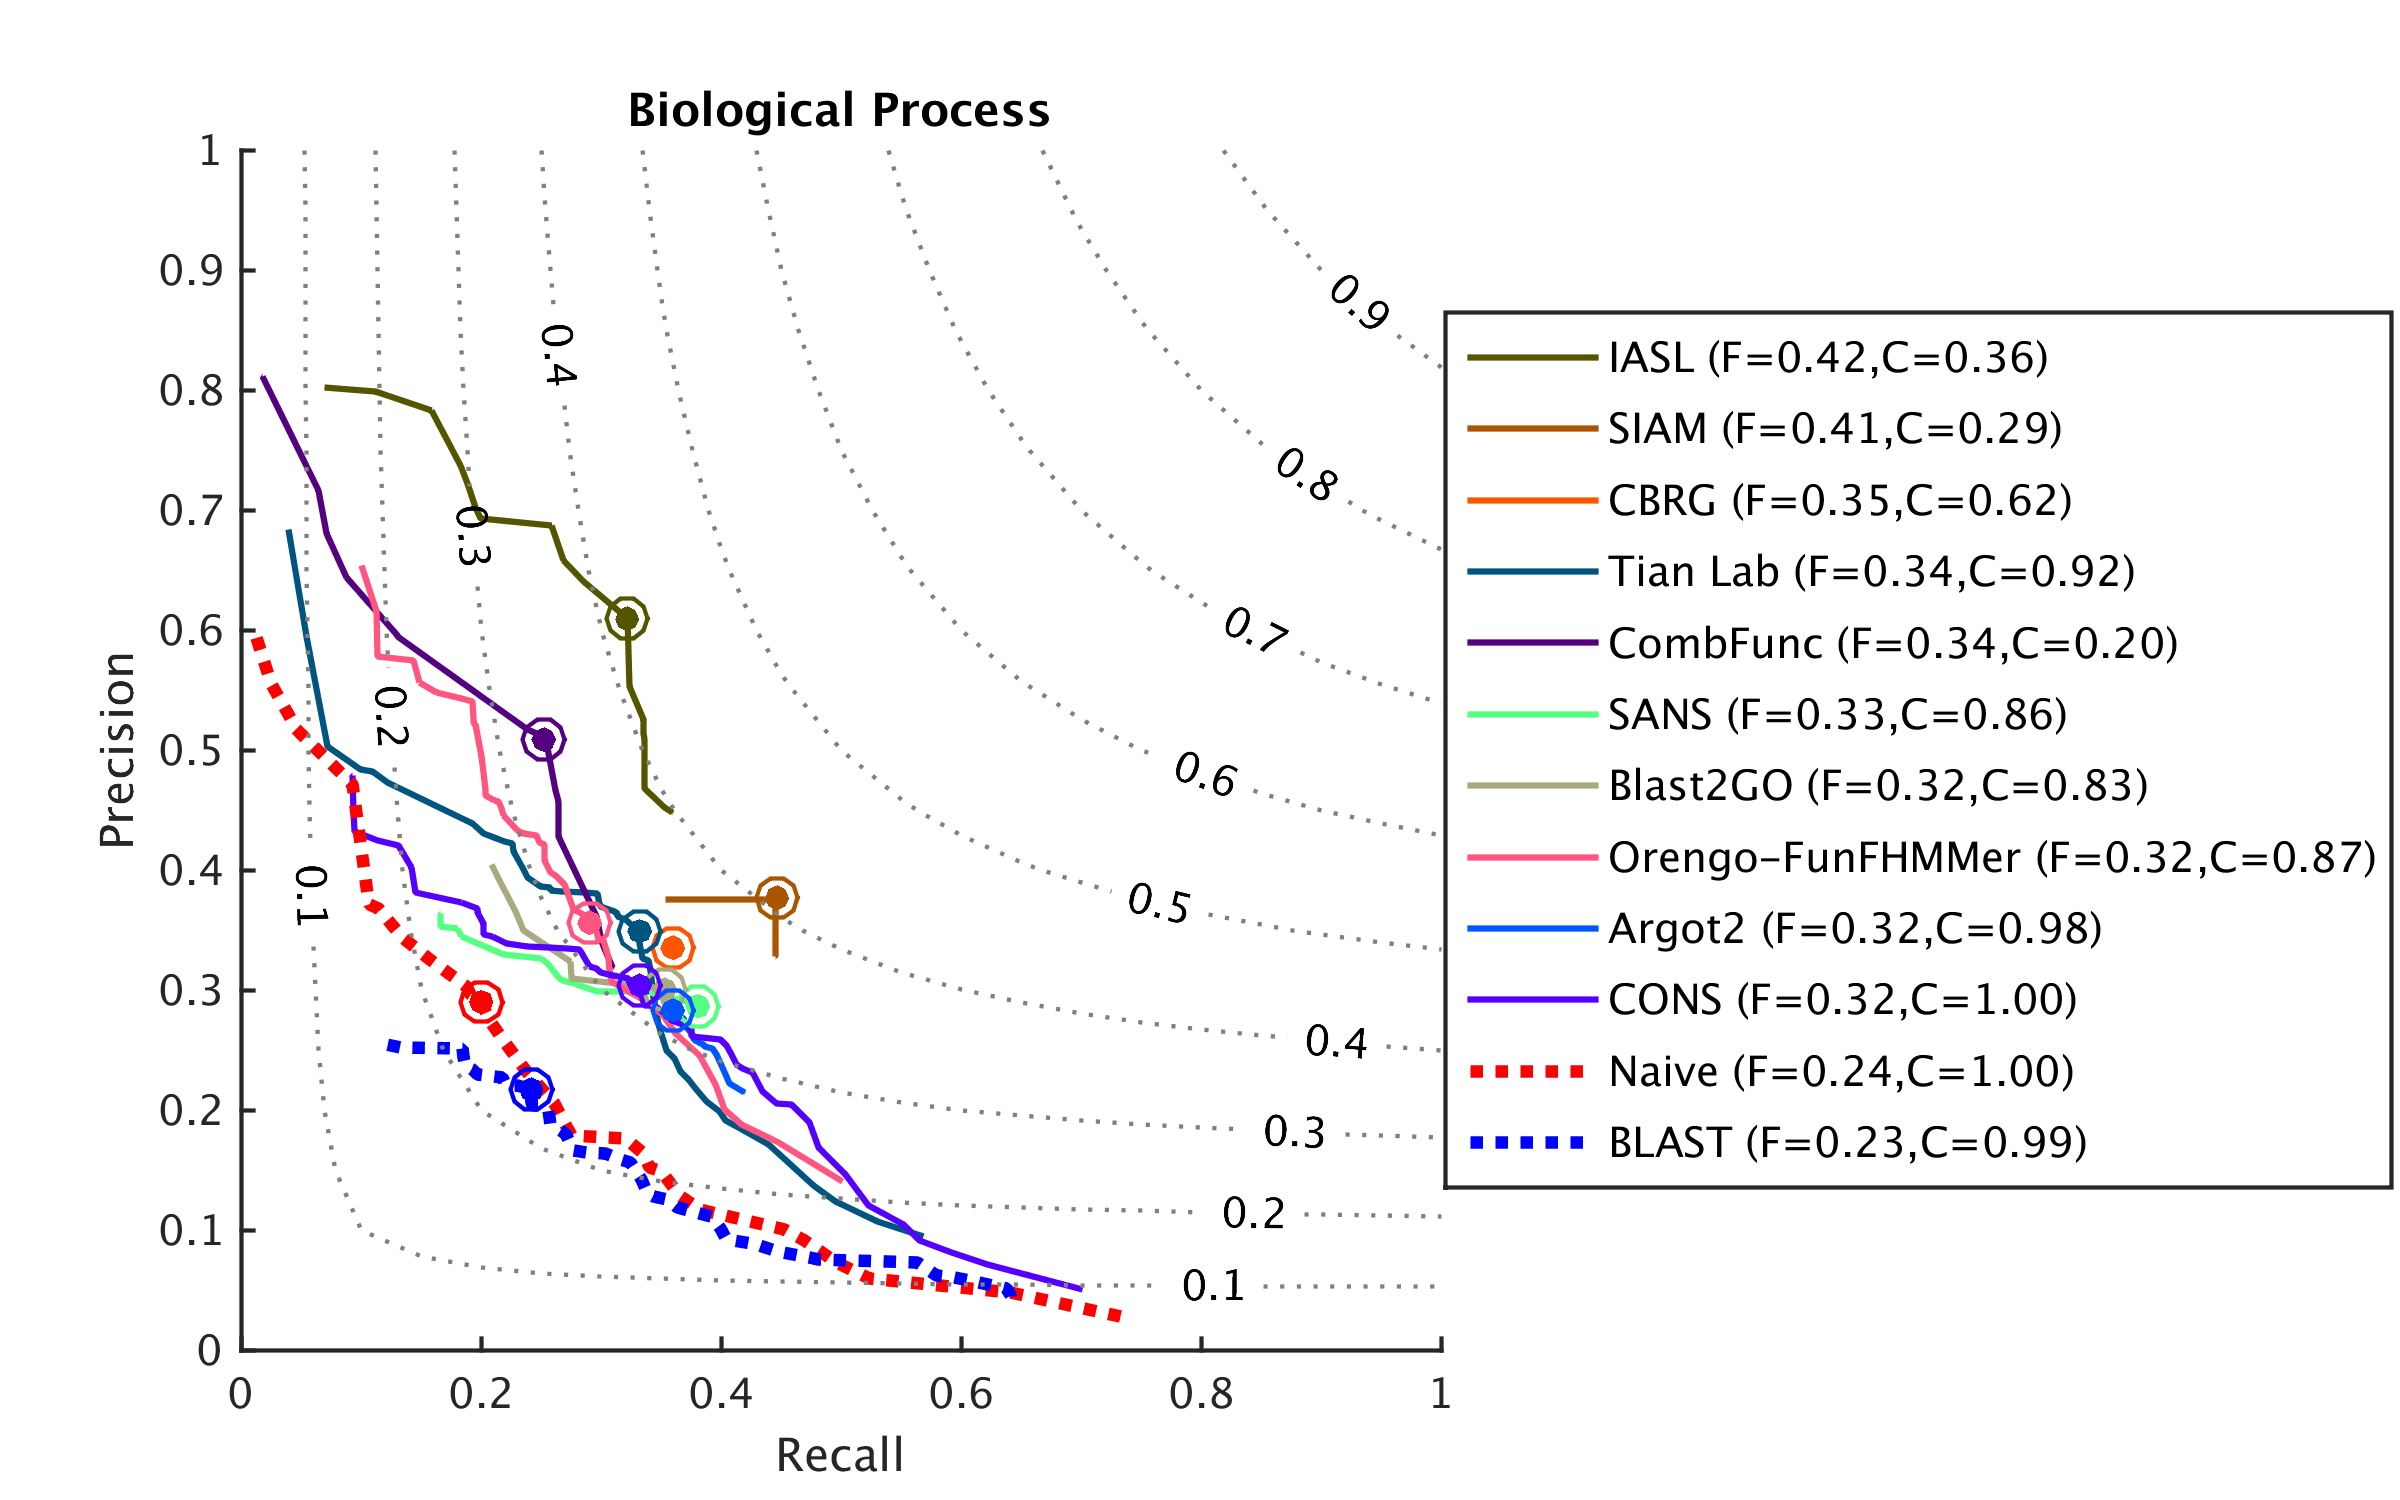 Biological Process
1
0.9
0.8
0.7
0.6
0.5
0.4
0.3
0.2
0.1
0
Precision
0 0.2 0.4 0.6 0.8 1
Recall
0.1
0.2
0.3
0.4
0.9
0.8
0.7
0.6
0.5
0.4
0.3
0.2
0.1
IASL (F=0.42,C=0.36)
SIAM (F=0.41,C=0.29)
CBRG (F=0.35,C=0.62)
Tian Lab (F=0.34,C=0.92)
CombFunc (F=0.34,C=0.20)
SANS (F=0.33,C=0.86)
Blast2GO (F=0.32,C=0.83)
Orengo−FunFHMMer (F=0.32,C=0.87)
Argot2 (F=0.32,C=0.98)
CONS (F=0.32,C=1.00)
Naive (F=0.24,C=1.00)
BLAST (F=0.23,C=0.99)